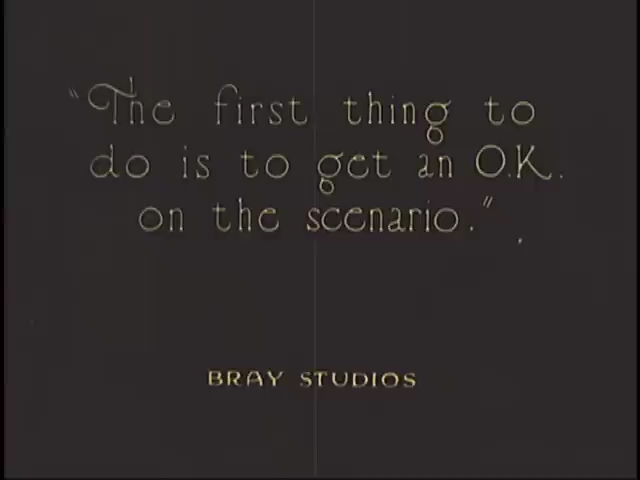 "The first thing to
do is to get an O.K.
on the scenario."
BRAY STUDIOS